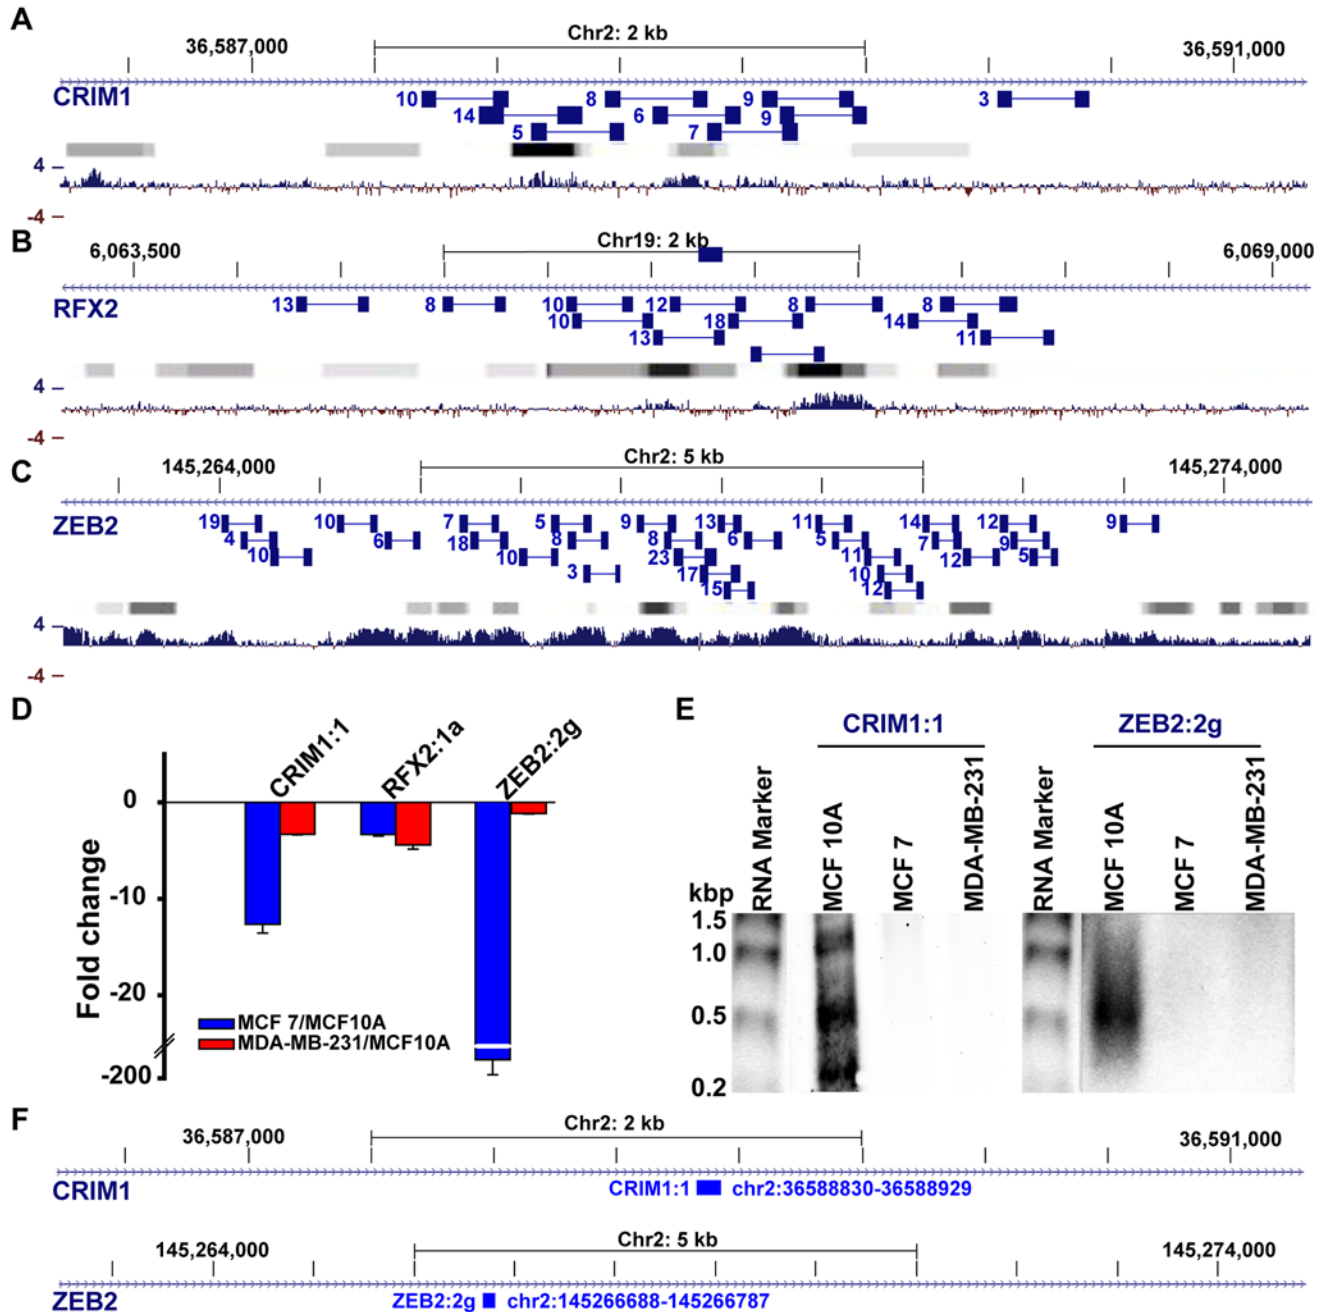 A
36,587,000
Chr2: 2 kb
36,591,000
CRIM1
10 8 9 3
14 6 9
5 7
4
-4
B
6,063,500
Chr19: 2 kb
6,069,000
RFX2
13 8 10 12 8 8
10 18 14
13 11
4
-4
C
145,264,000
Chr2: 5 kb
145,274,000
ZEB2
19 10 7 5 9 13 11 14 12 9
4 6 18 8 8 6 5 7 9
10 10 23 11 12 5
3 17 10
15 12
4
-4
D
CRIM1:1
RFX2:1a
ZEB2:2g
0
-10
-20
-200
Fold change
MCF 7/MCF10A
MDA-MB-231/MCF10A
E
CRIM1:1
ZEB2:2g
RNA Marker
MCF 10A
MCF 7
MDA-MB-231
RNA Marker
MCF 10A
MCF 7
MDA-MB-231
kbp
1.5
1.0
0.5
0.2
F
36,587,000
Chr2: 2 kb
36,591,000
CRIM1
CRIM1:1 chr2:36588830-36588929
145,264,000
Chr2: 5 kb
145,274,000
ZEB2
ZEB2:2g chr2:145266688-145266787